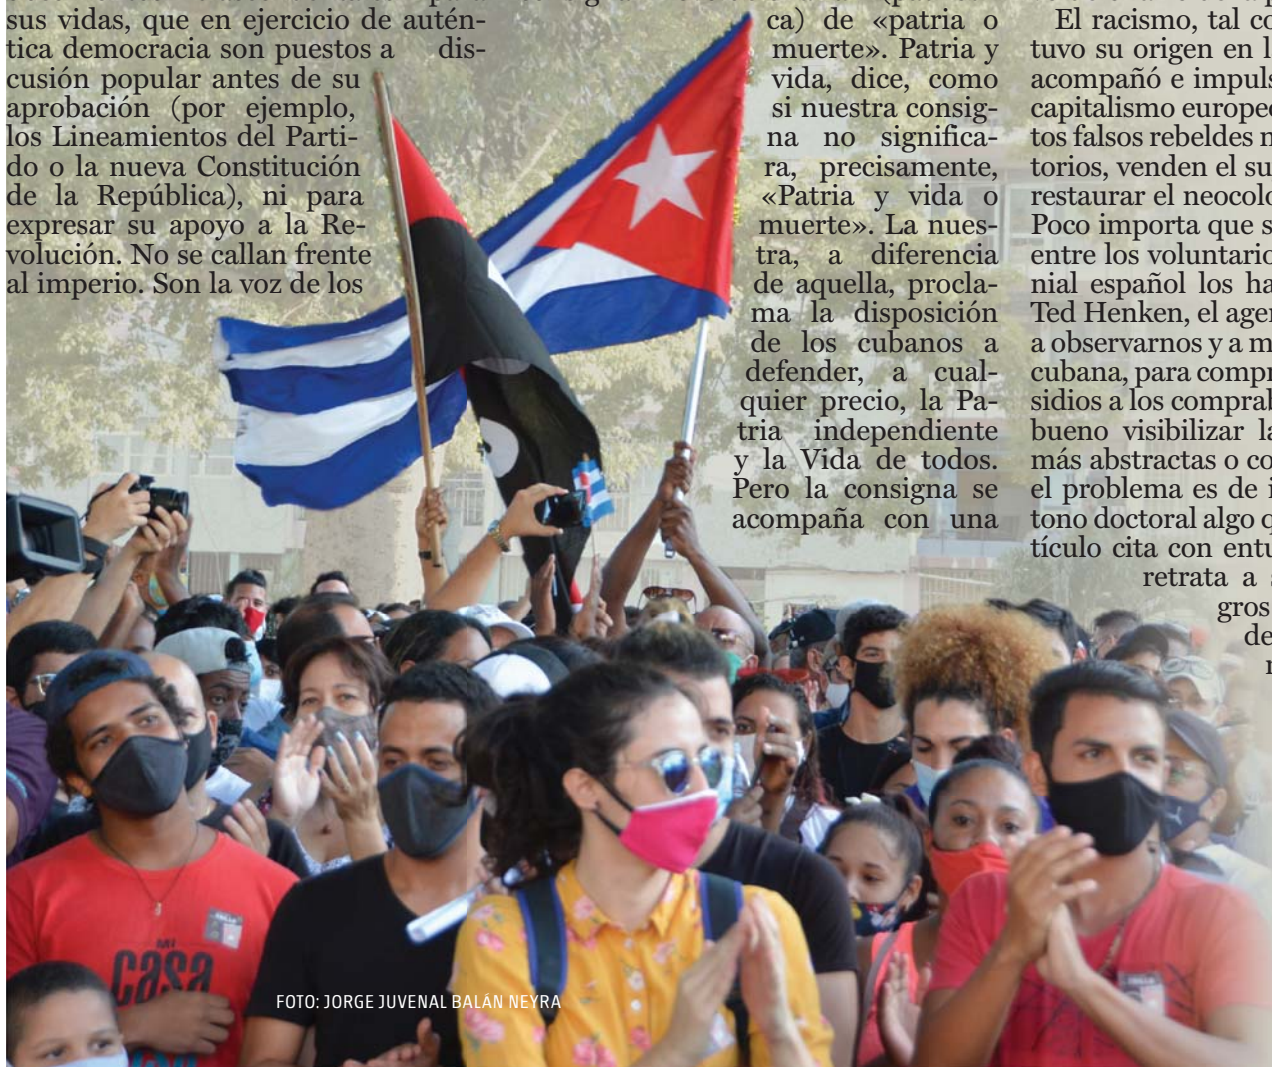 sus vidas, que en ejercicio de autén-
tica democracia son puestos a dis-
cusión popular antes de su
aprobación (por ejemplo,
los Lineamientos del Parti-
do o la nueva Constitución
de la República), ni para
expresar su apoyo a la Re-
volución. No se callan frente
al imperio. Son la voz de los
ca) de «patria o
muerte». Patria y
vida, dice, como
si nuestra consig-
na no significa-
ra, precisamente,
«Patria y vida o
muerte». La nues-
tra, a diferencia
de aquella, procla-
ma la disposición
de los cubanos a
defender, a cual-
quier precio, la Pa-
tria independiente
y la Vida de todos.
Pero la consigna se
acompaña con una
El racismo, tal co
tuvo su origen en l
acompañó e impuls
capitalismo europeo
tos falsos rebeldes n
torios, venden el su
restaurar el neocolo
Poco importa que s
entre los voluntario
nial español los ha
Ted Henken, el agen
a observarnos y a m
cubana, para compr
sidios a los comprab
bueno visibilizar la
más abstractas o co
el problema es de i
tono doctoral algo q
tículo cita con entu
retrata a
gros
de
MI
casa
FOTO: JORGE JUVENAL BALÁN NEYRA